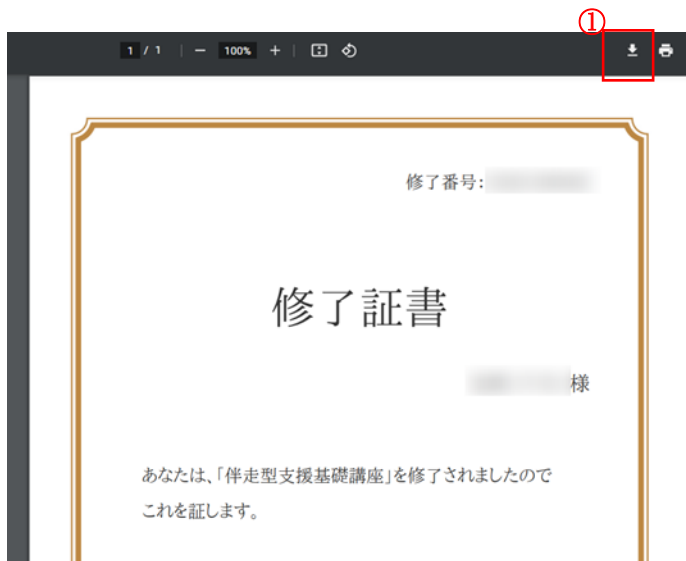 ①
1 / 1 | − 100% + |
修了番号:
修了証書
様
あなたは、「伴走型支援基礎講座」を修了されましたので
これを証します。